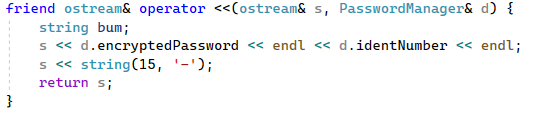 friend ostream& operator <<(ostream& s, PasswordManager& d) {
string bum;
s << d.encryptedPassword << endl << d.identNumber << endl;
s << string(15, '-');
return s;
}